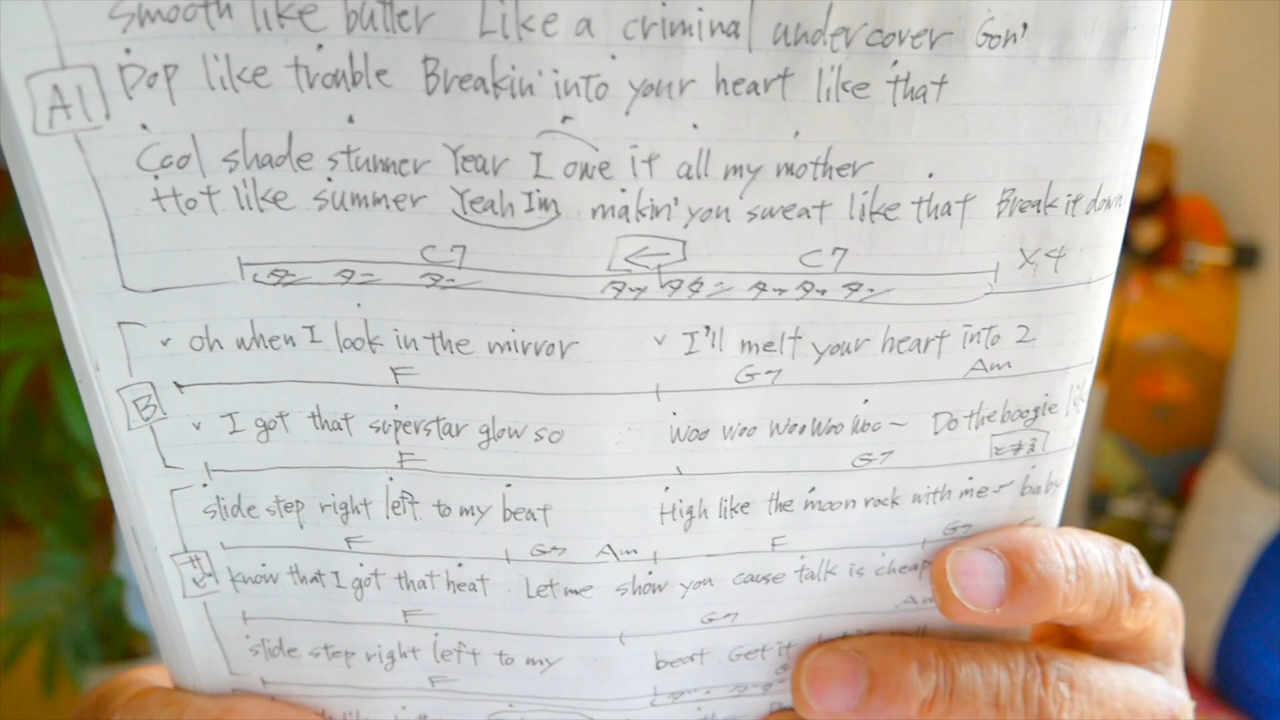 Smooth like butter Like a criminal undercover Gon'
A1 Pop like trouble Breakin' into your heart like that
Cool shade stunner Year I owe it all my mother
Hot like summer Yeah I'm makin' you sweat like that Break it down
C7 ← C7 X4
oh when I look in the mirror I'll melt your heart into 2
F G7 Am
B
I got that superstar glow so Woo woo Woo Woo Woo~ Do the boogie
F G7
slide step right left to my beat High like the moon rock with me baby
F G7 Am F G7
サビ
know that I got that heat Let me show you cause talk is cheap
F G7 Am
slide step right left to my beat Get it
F